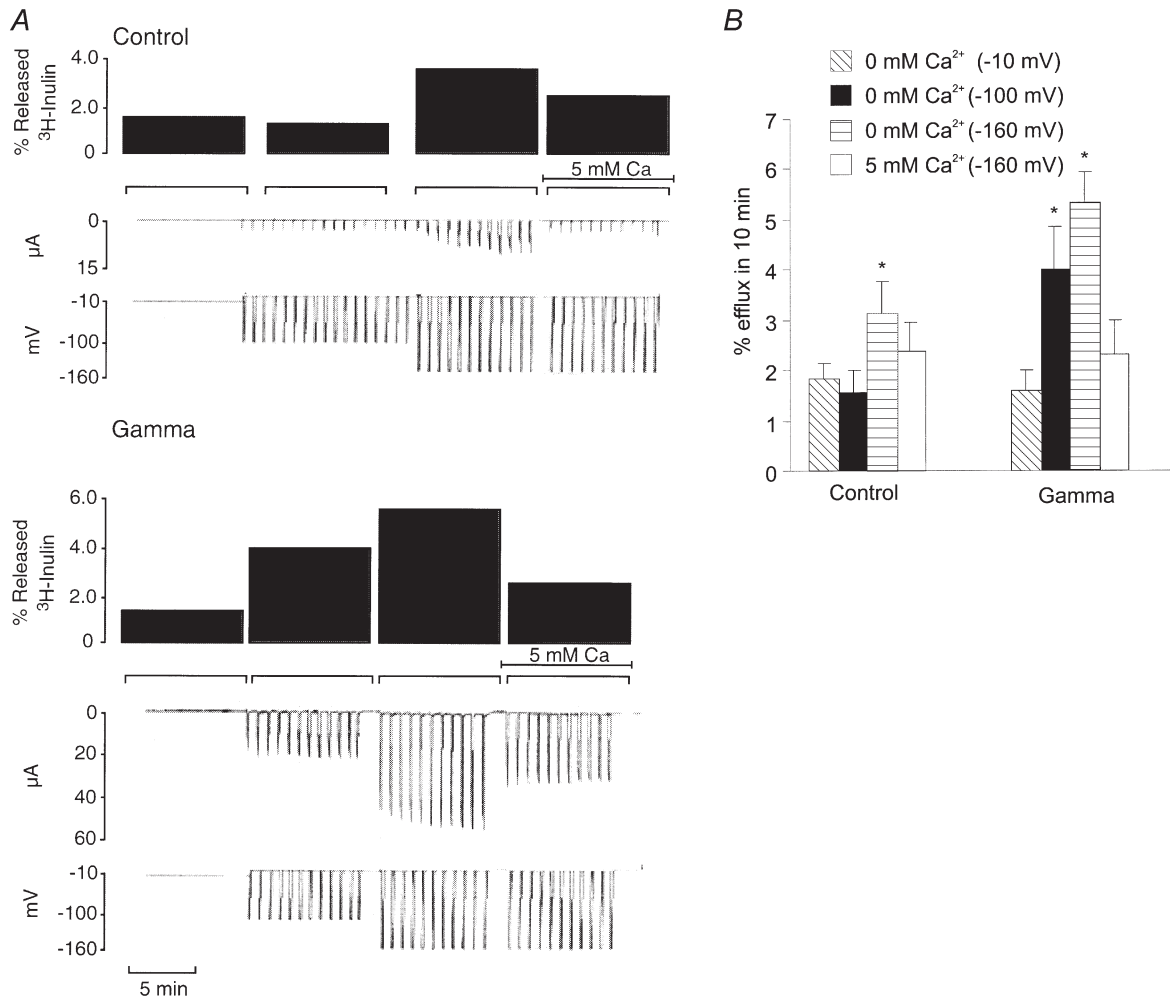 A
Control
% Released
³H-Inulin
4.0
2.0
0
5 mM Ca
µA
0
15
mV
-10
-100
-160
Gamma
% Released
³H-Inulin
6.0
4.0
2.0
0
5 mM Ca
µA
0
20
40
60
mV
-10
-100
-160
5 min
B
0 mM Ca²⁺ (-10 mV)
0 mM Ca²⁺ (-100 mV)
0 mM Ca²⁺ (-160 mV)
5 mM Ca²⁺ (-160 mV)
% efflux in 10 min
7
6
5
4
3
2
1
0
*
*
*
Control
Gamma